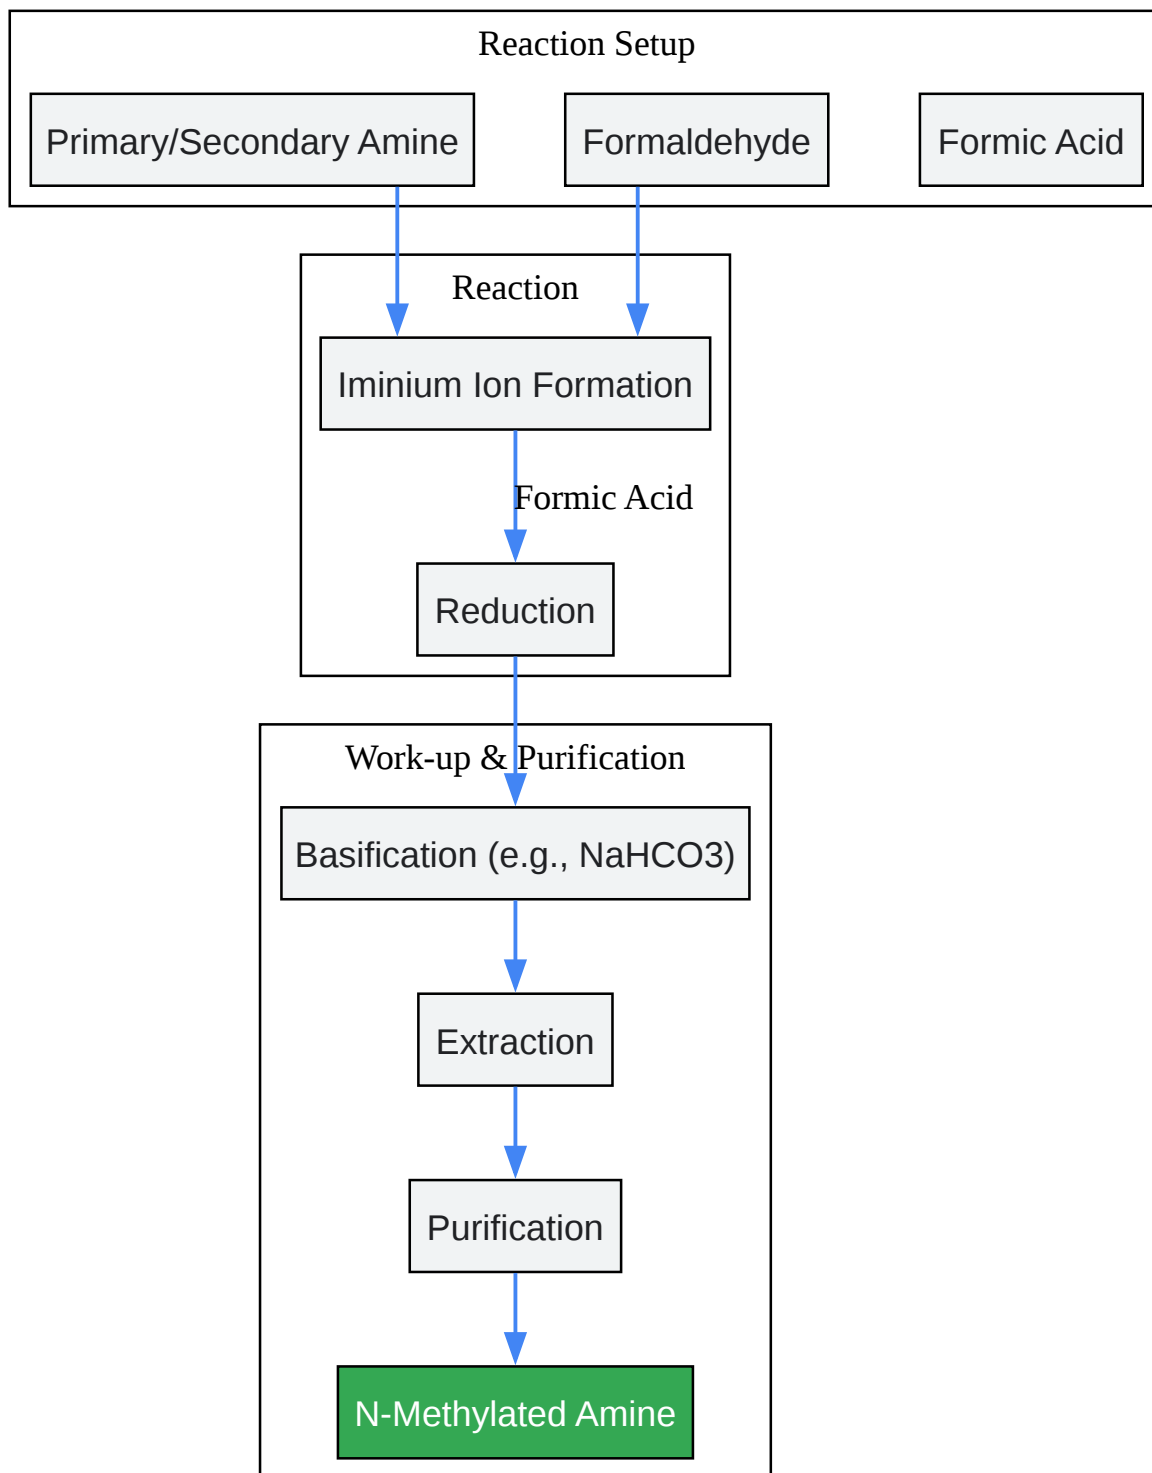 Reaction Setup
Primary/Secondary Amine
Formaldehyde
Formic Acid
Reaction
Iminium Ion Formation
Formic Acid
Reduction
Work-up & Purification
Basification (e.g., NaHCO3)
Extraction
Purification
N-Methylated Amine